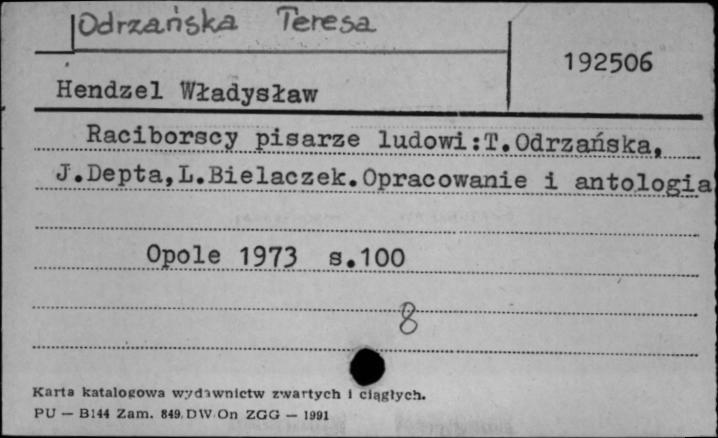 Odrzańska Teresa
192506
Hendzel Władysław
Raciborscy pisarze ludowi:T.Odrzańska,
J.Depta,L.Bielaczek.Opracowanie i antologia
Opole 1973 s.100
8
Karta katalogowa wydawnictw zwartych i ciągłych.
PU — B144 Zam. 849.DW.On ZGG — 1991